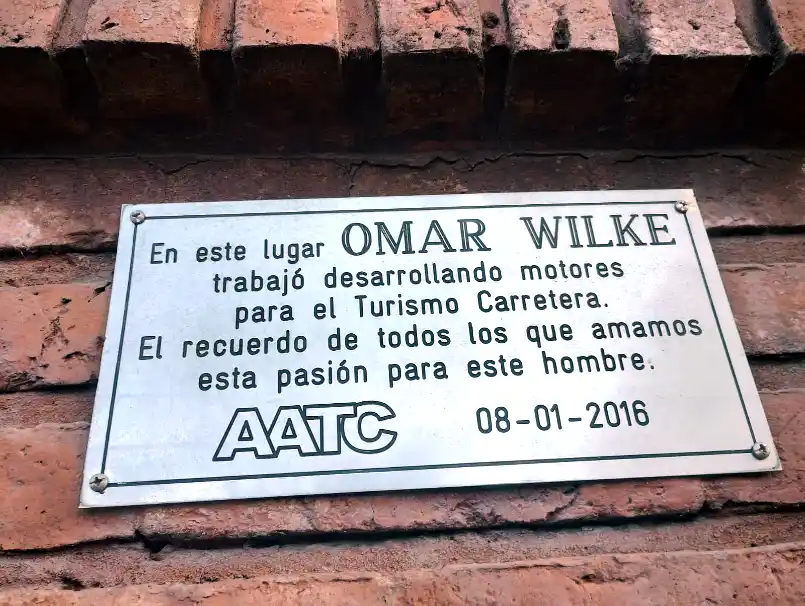 En este lugar OMAR WILKE
trabajó desarrollando motores
para el Turismo Carretera.
El recuerdo de todos los que amamos
esta pasión para este hombre.
AATC 08-01-2016